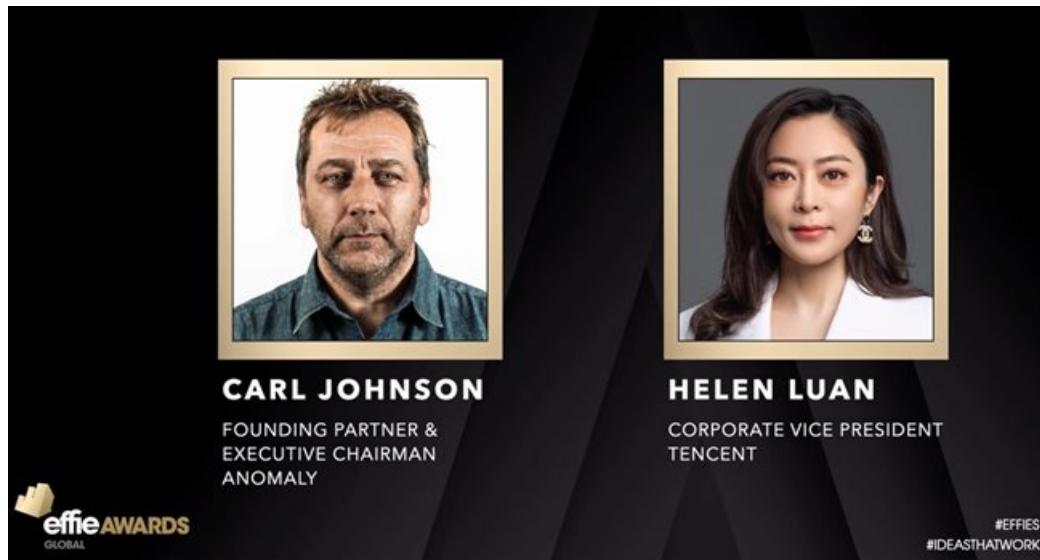 CARL JOHNSON
FOUNDING PARTNER &
EXECUTIVE CHAIRMAN
ANOMALY
HELEN LUAN
CORPORATE VICE PRESIDENT
TENCENT
effie AWARDS
GLOBAL
#EFFIES
#IDEASTHATWORK